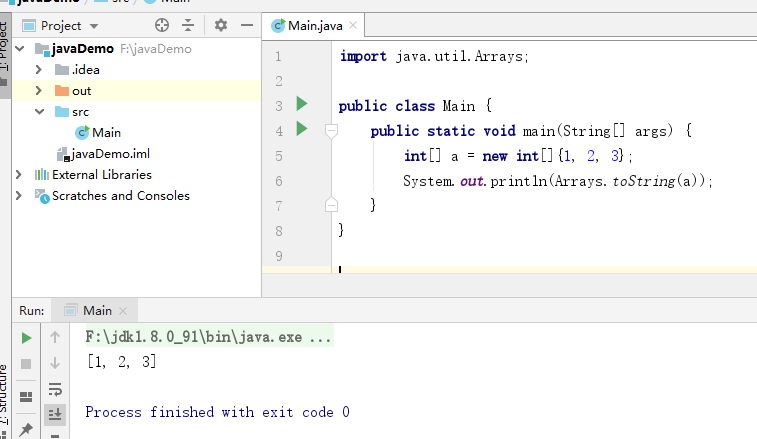 javaDemo src Main
Project
Main.java
1: Project
javaDemo F:\javaDemo
.idea
out
src
Main
javaDemo.iml
External Libraries
Scratches and Consoles
1 import java.util.Arrays;
2
3 public class Main {
4 public static void main(String[] args) {
5 int[] a = new int[]{1, 2, 3};
6 System.out.println(Arrays.toString(a));
7 }
8 }
9
Run: Main
F:\jdk1.8.0_91\bin\java.exe ...
[1, 2, 3]
Process finished with exit code 0
7: Structure